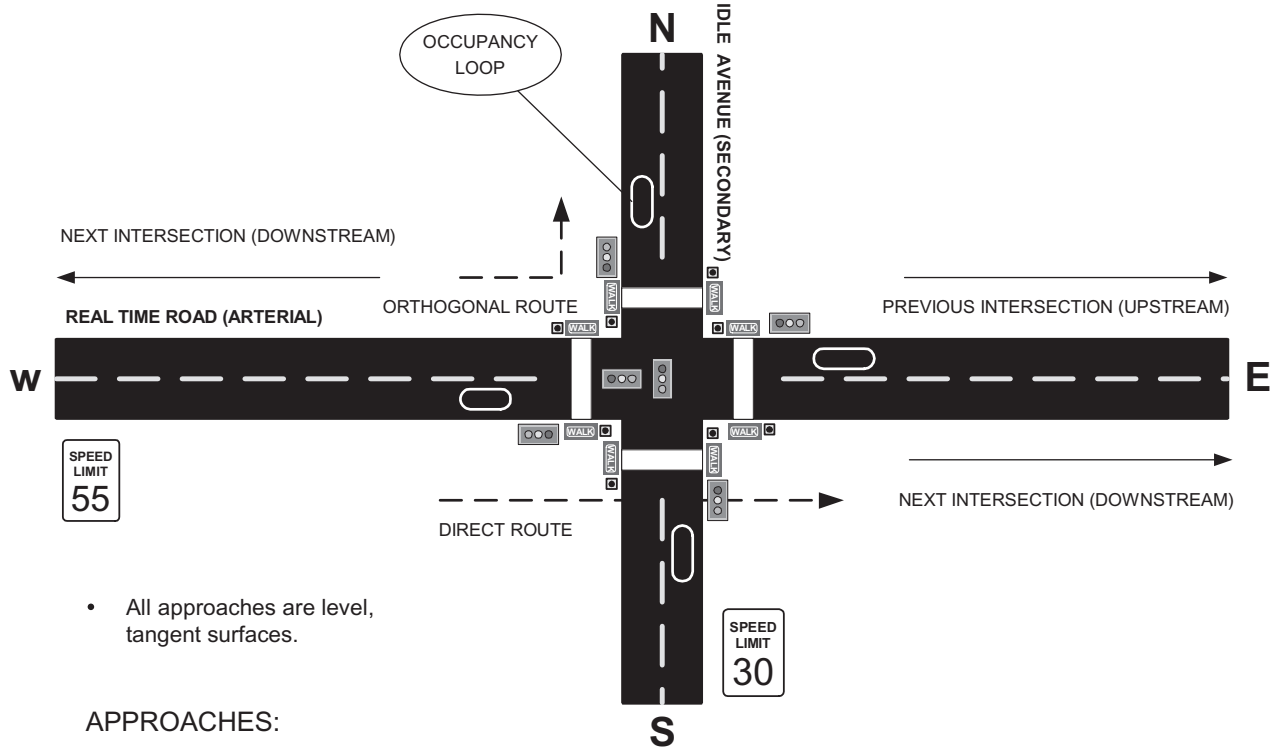 N
OCCUPANCY
LOOP
IDLE AVENUE (SECONDARY)
NEXT INTERSECTION (DOWNSTREAM)
ORTHOGONAL ROUTE
PREVIOUS INTERSECTION (UPSTREAM)
REAL TIME ROAD (ARTERIAL)
WALK
WALK
WALK
WALK
W
E
WALK
WALK
WALK
WALK
SPEED
LIMIT
55
DIRECT ROUTE
NEXT INTERSECTION (DOWNSTREAM)
• All approaches are level,
tangent surfaces.
SPEED
LIMIT
30
APPROACHES:
S